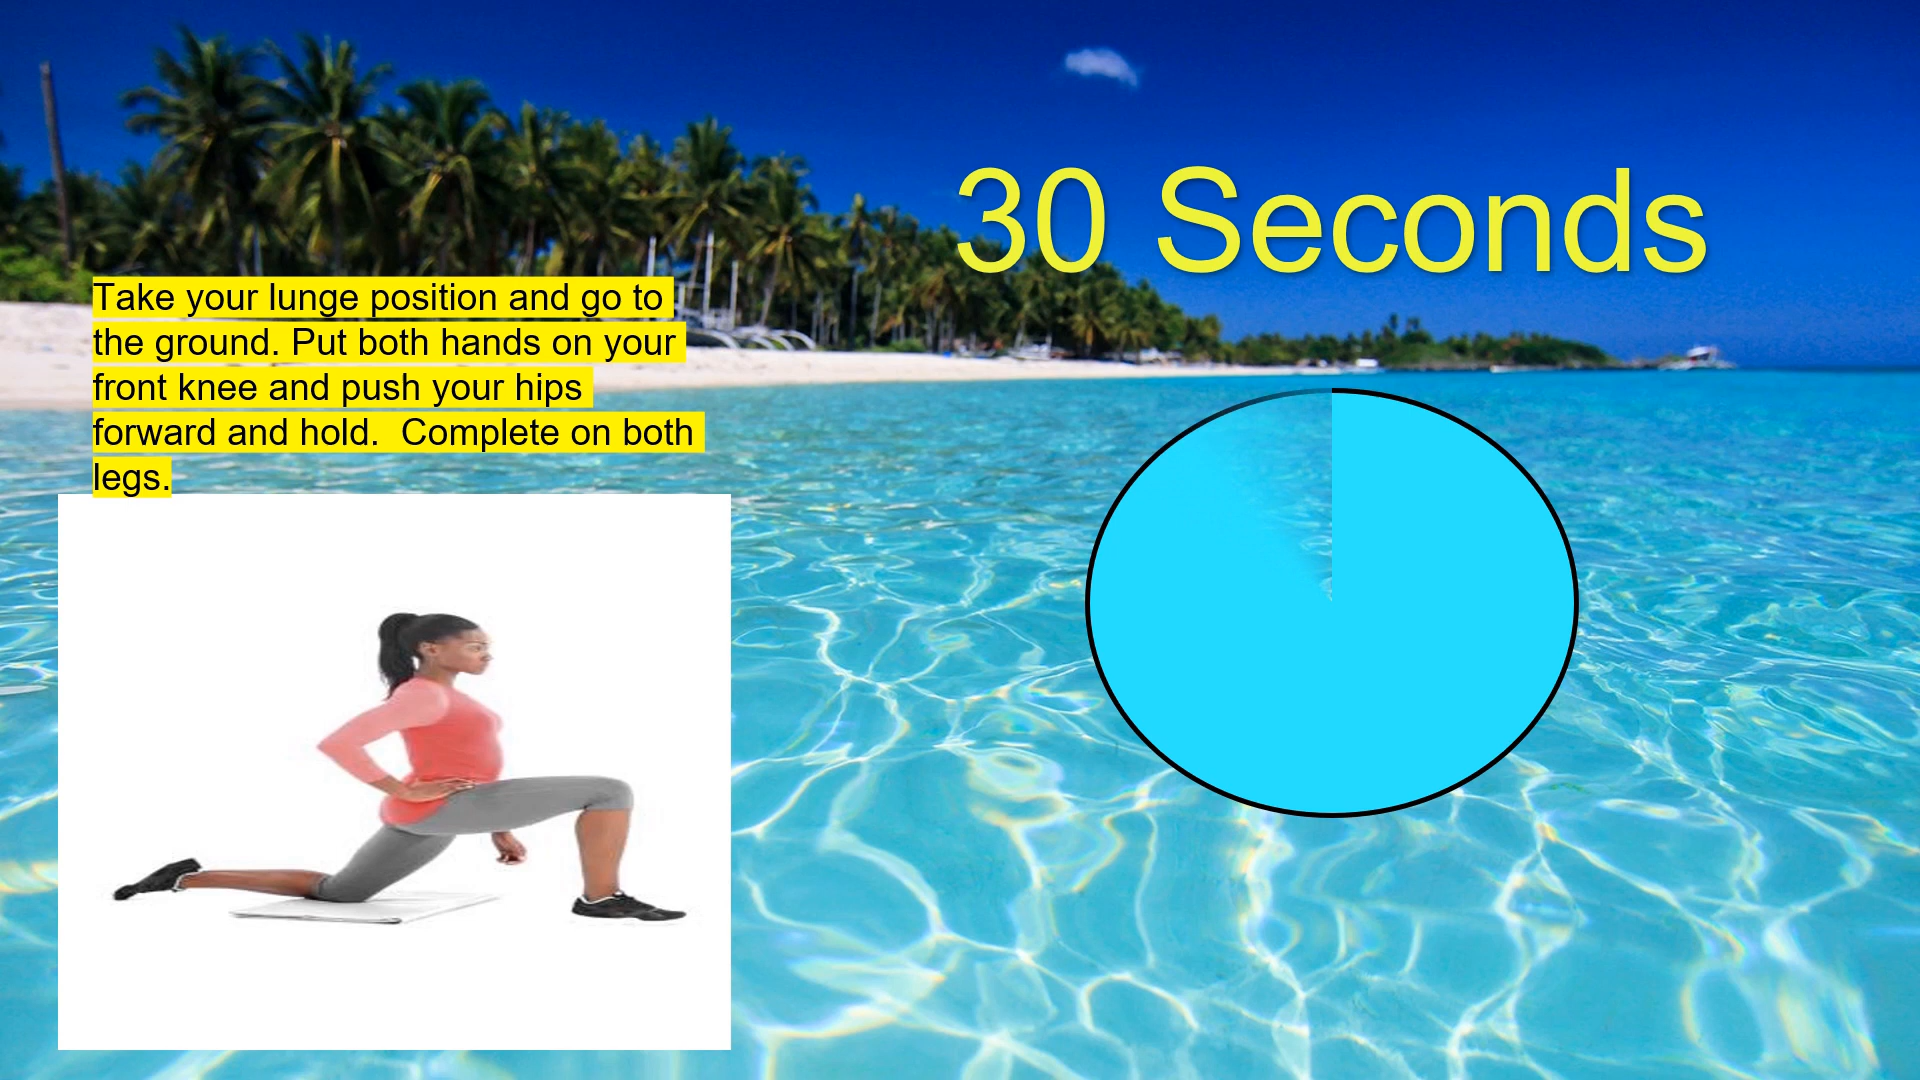 30 Seconds
Take your lunge position and go to
the ground. Put both hands on your
front knee and push your hips
forward and hold.  Complete on both
legs.